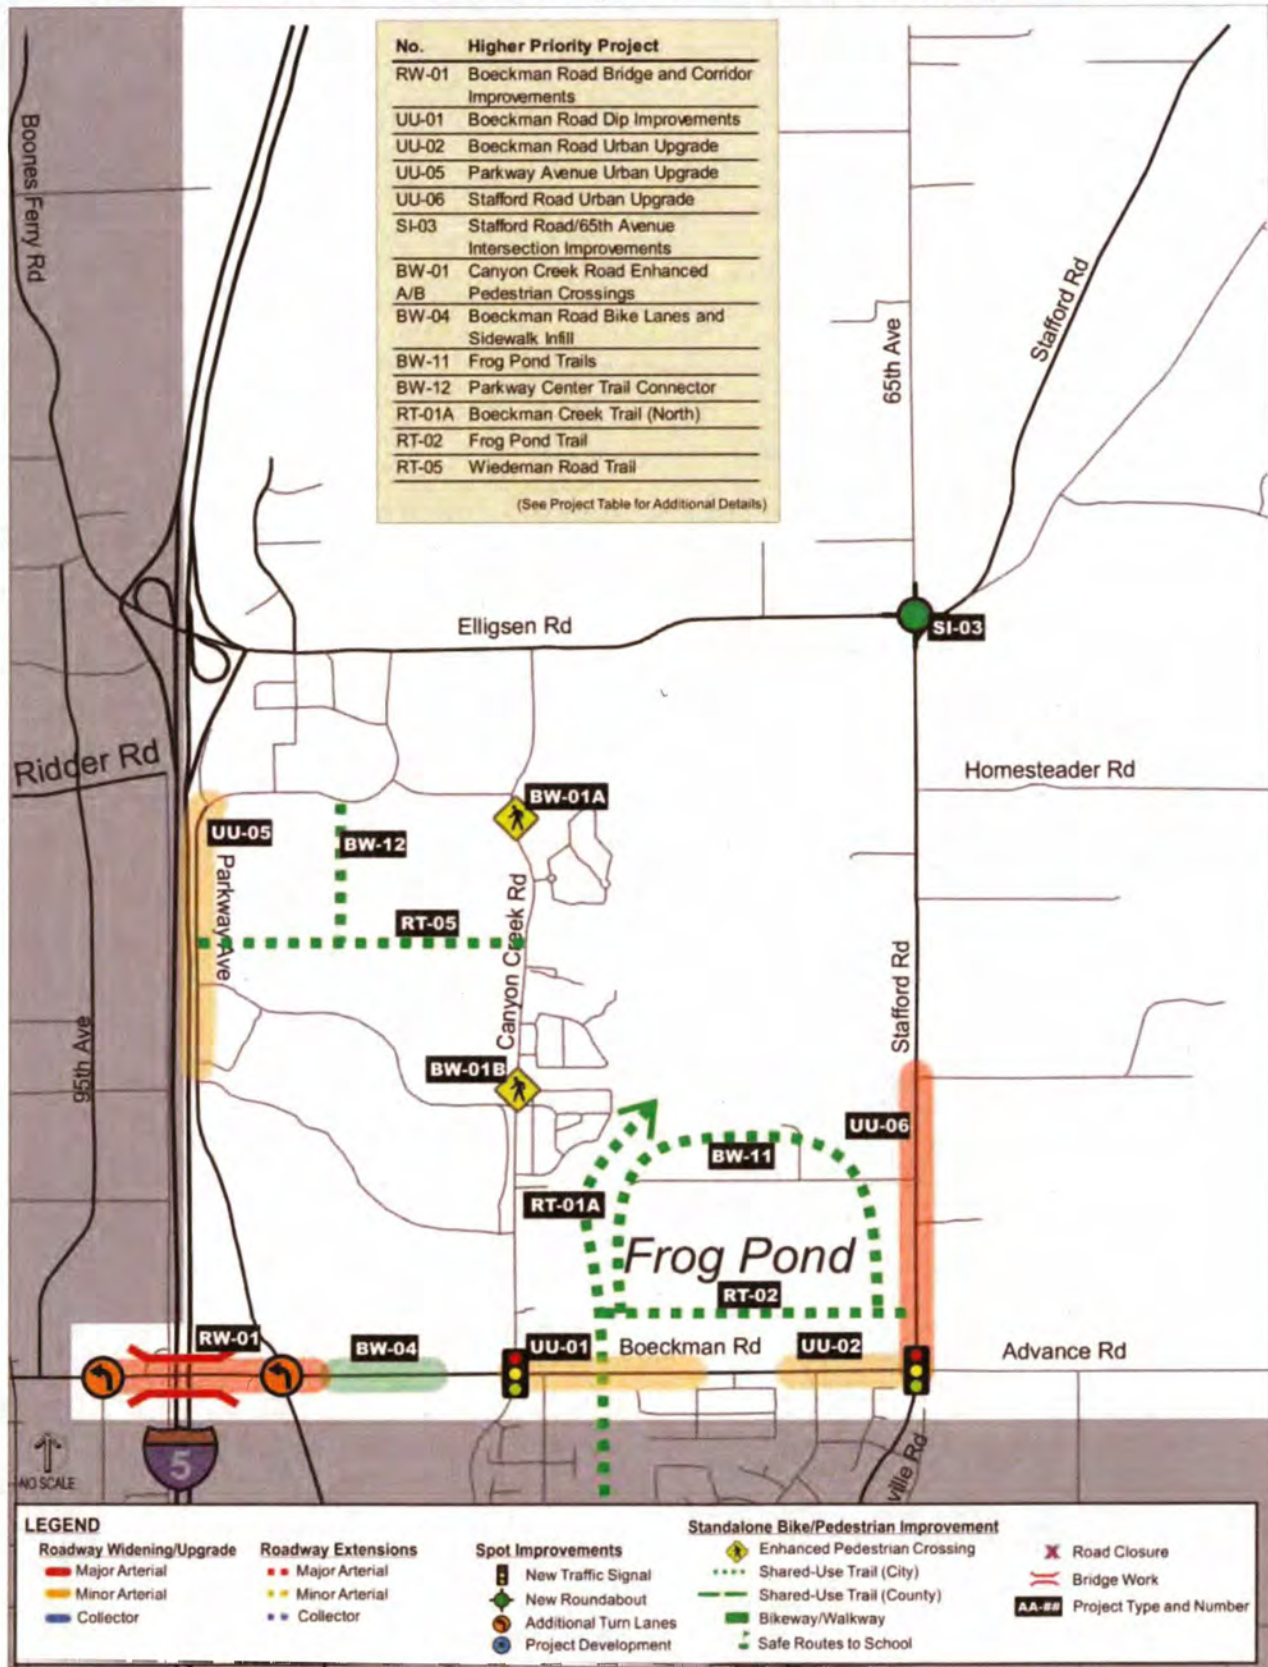 No. Higher Priority Project
RW-01 Boeckman Road Bridge and Corridor
Improvements
UU-01 Boeckman Road Dip Improvements
UU-02 Boeckman Road Urban Upgrade
UU-05 Parkway Avenue Urban Upgrade
UU-06 Stafford Road Urban Upgrade
SI-03 Stafford Road/65th Avenue
Intersection Improvements
BW-01 Canyon Creek Road Enhanced
A/B Pedestrian Crossings
BW-04 Boeckman Road Bike Lanes and
Sidewalk Infill
BW-11 Frog Pond Trails
BW-12 Parkway Center Trail Connector
RT-01A Boeckman Creek Trail (North)
RT-02 Frog Pond Trail
RT-05 Wiedeman Road Trail
(See Project Table for Additional Details)
Boones Ferry Rd
Stafford Rd
65th Ave
Elligsen Rd
SI-03
Ridder Rd
Homesteader Rd
BW-01A
UU-05
BW-12
Parkway Ave
RT-05
Canyon Creek Rd
Stafford Rd
95th Ave
BW-01B
UU-06
BW-11
RT-01A
Frog Pond
RT-02
RW-01
BW-04
UU-01
Boeckman Rd
UU-02
Advance Rd
5
NO SCALE
ville Rd
LEGEND
Roadway Widening/Upgrade
Major Arterial
Minor Arterial
Collector
Roadway Extensions
Major Arterial
Minor Arterial
Collector
Spot Improvements
New Traffic Signal
New Roundabout
Additional Turn Lanes
Project Development
Standalone Bike/Pedestrian Improvement
Enhanced Pedestrian Crossing
Shared-Use Trail (City)
Shared-Use Trail (County)
Bikeway/Walkway
Safe Routes to School
Road Closure
Bridge Work
AA-## Project Type and Number